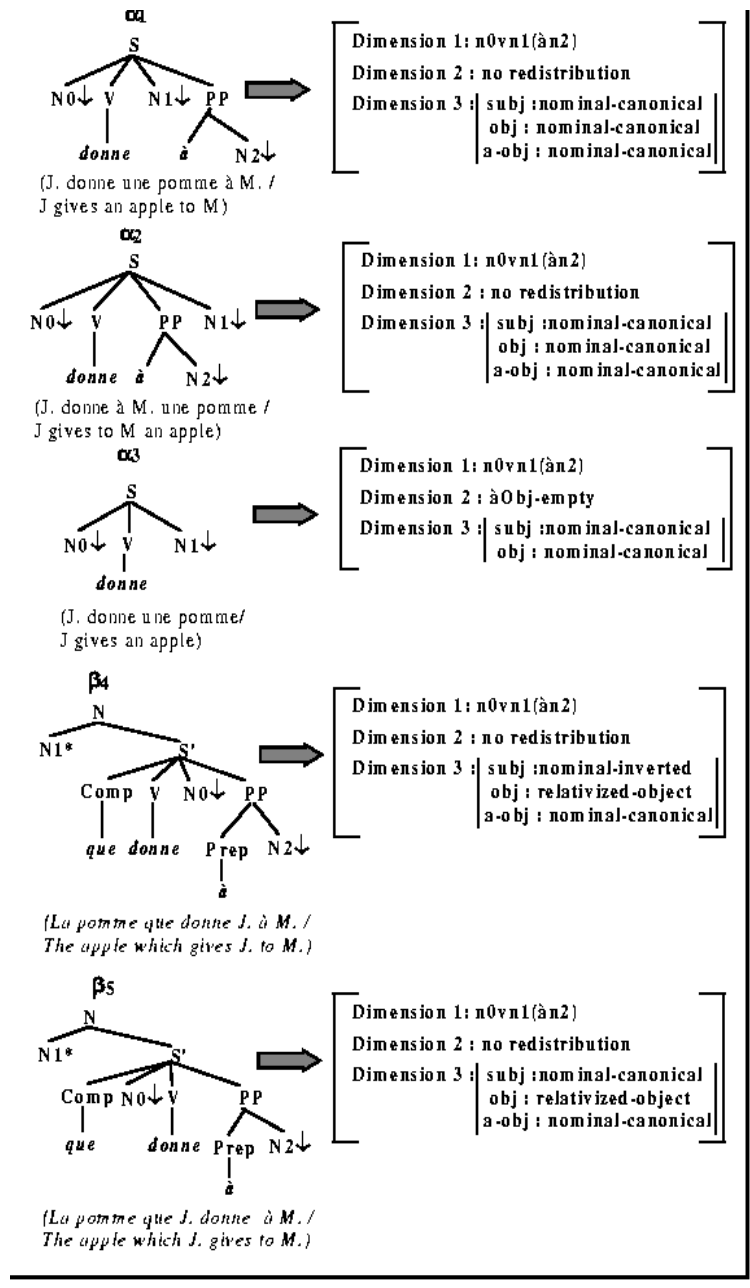 α1
S
N0↓ V N1↓ PP
donne à N2↓
(J. donne une pomme à M. /
J gives an apple to M)
Dimension 1: n0vn1(àn2)
Dimension 2 : no redistribution
Dimension 3 : subj :nominal-canonical
obj : nominal-canonical
a-obj : nominal-canonical
α2
S
N0↓ V PP N1↓
donne à N2↓
(J. donne à M. une pomme /
J gives to M an apple)
Dimension 1: n0vn1(àn2)
Dimension 2 : no redistribution
Dimension 3 : subj :nominal-canonical
obj : nominal-canonical
a-obj : nominal-canonical
α3
S
N0↓ V N1↓
donne
(J. donne une pomme/
J gives an apple)
Dimension 1: n0vn1(àn2)
Dimension 2 : àObj-empty
Dimension 3 : subj :nominal-canonical
obj : nominal-canonical
β4
N
N1* S'
Comp V N0↓ PP
que donne Prep N2↓
à
(La pomme que donne J. à M. /
The apple which gives J. to M.)
Dimension 1: n0vn1(àn2)
Dimension 2 : no redistribution
Dimension 3 : subj :nominal-inverted
obj : relativized-object
a-obj : nominal-canonical
β5
N
N1* S'
Comp N0↓ V PP
que donne Prep N2↓
à
(La pomme que J. donne à M. /
The apple which J. gives to M.)
Dimension 1: n0vn1(àn2)
Dimension 2 : no redistribution
Dimension 3 : subj :nominal-canonical
obj : relativized-object
a-obj : nominal-canonical